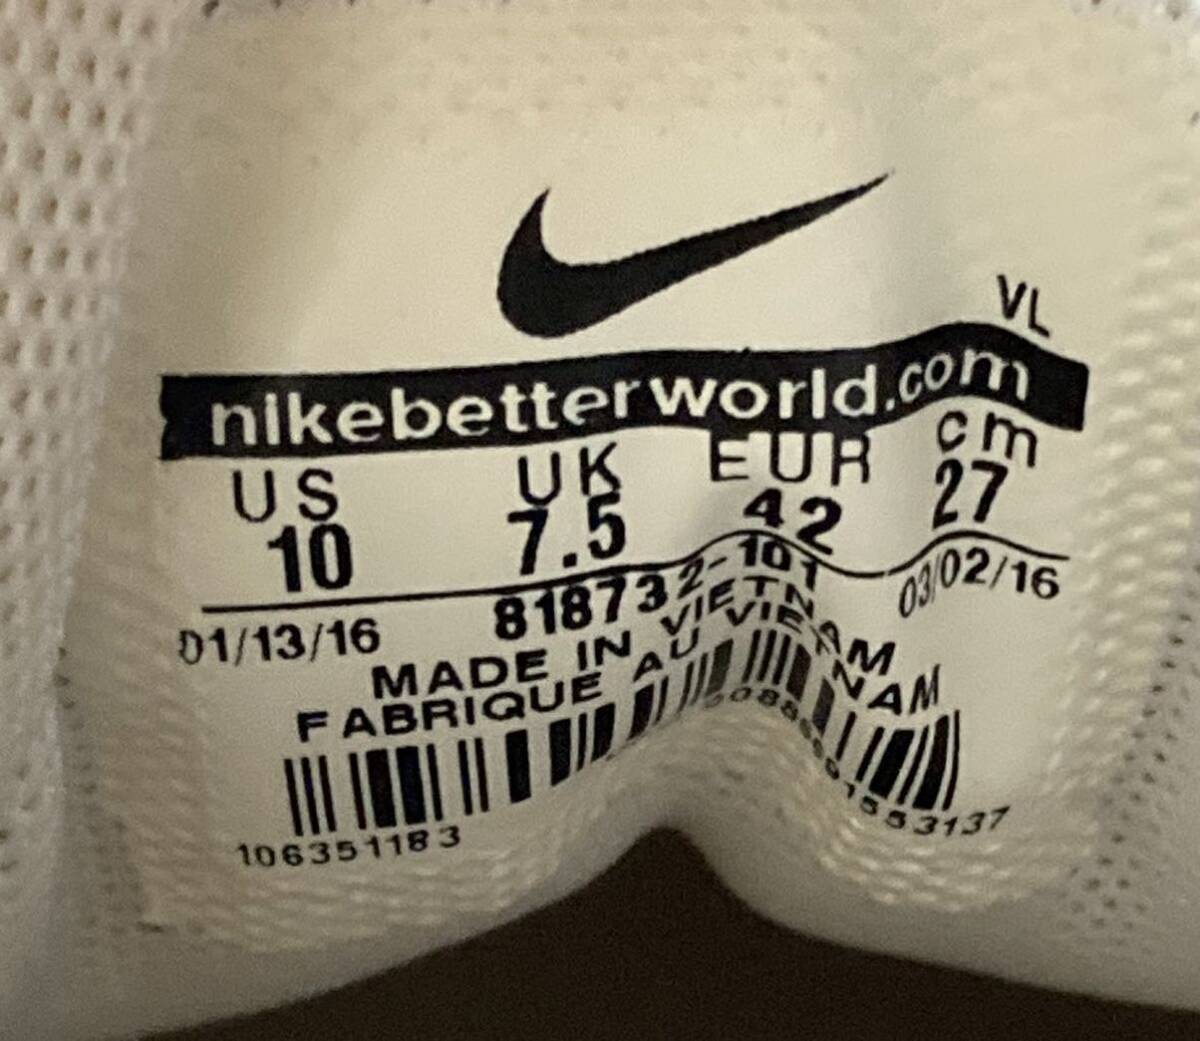 VL
nikebetterworld.com
US UK EUR cm
10 7.5 42 27
01/13/16 818732-101 03/02/16
MADE IN VIETNAM
FABRIQUE AU VIETNAM
1063511183